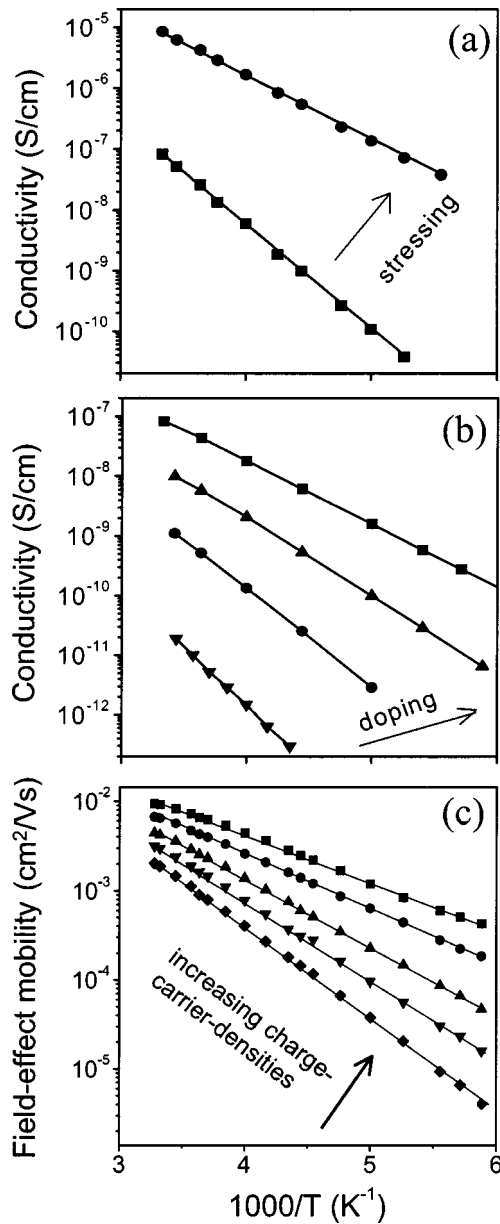 (a)
Conductivity (S/cm)
10⁻⁵
10⁻⁶
10⁻⁷
10⁻⁸
10⁻⁹
10⁻¹⁰
stressing
(b)
Conductivity (S/cm)
10⁻⁷
10⁻⁸
10⁻⁹
10⁻¹⁰
10⁻¹¹
10⁻¹²
doping
(c)
Field-effect mobility (cm²/Vs)
10⁻²
10⁻³
10⁻⁴
10⁻⁵
increasing charge-
carrier-densities
3 4 5 6
1000/T (K⁻¹)